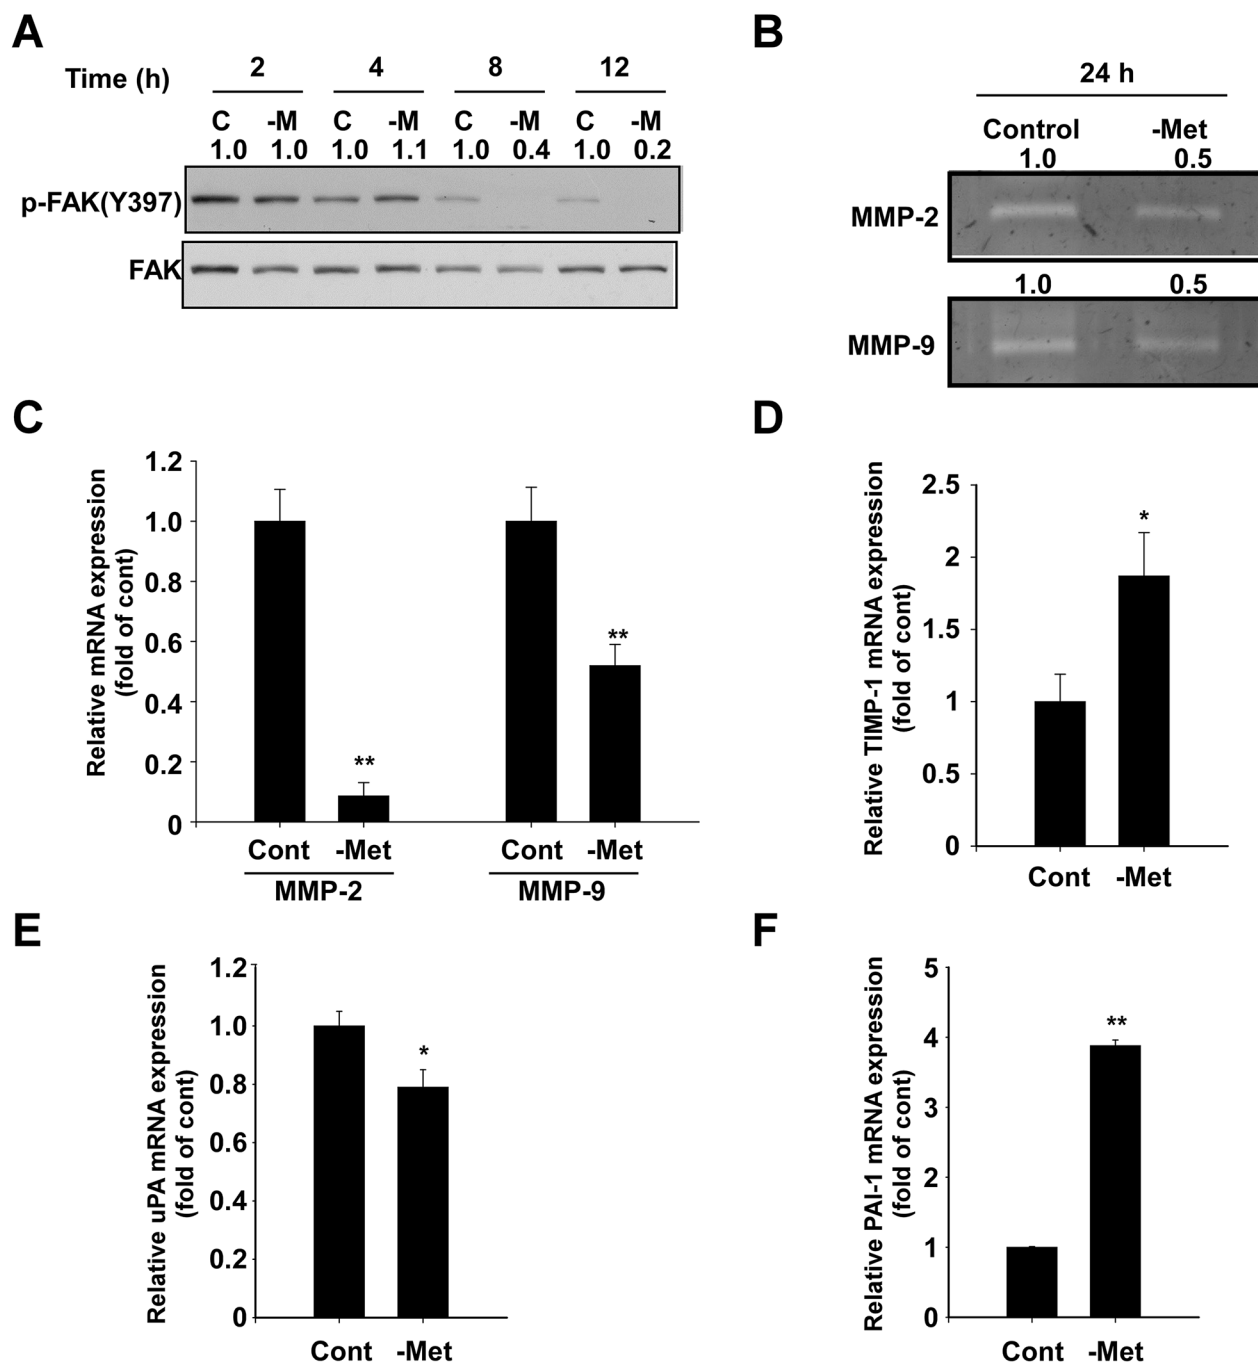 A
Time (h) 2 4 8 12
C -M C -M C -M C -M
1.0 1.0 1.0 1.1 1.0 0.4 1.0 0.2
p-FAK(Y397)
FAK
B
24 h
Control -Met
1.0 0.5
MMP-2
1.0 0.5
MMP-9
C
Relative mRNA expression
(fold of cont)
1.2
1.0
0.8
0.6
0.4
0.2
0
**
**
Cont -Met Cont -Met
MMP-2 MMP-9
D
Relative TIMP-1 mRNA expression
(fold of cont)
2.5
2
1.5
1
0.5
0
*
Cont -Met
E
Relative uPA mRNA expression
(fold of cont)
1.2
1.0
0.8
0.6
0.4
0.2
0
*
Cont -Met
F
Relative PAI-1 mRNA expression
(fold of cont)
5
4
3
2
1
0
**
Cont -Met